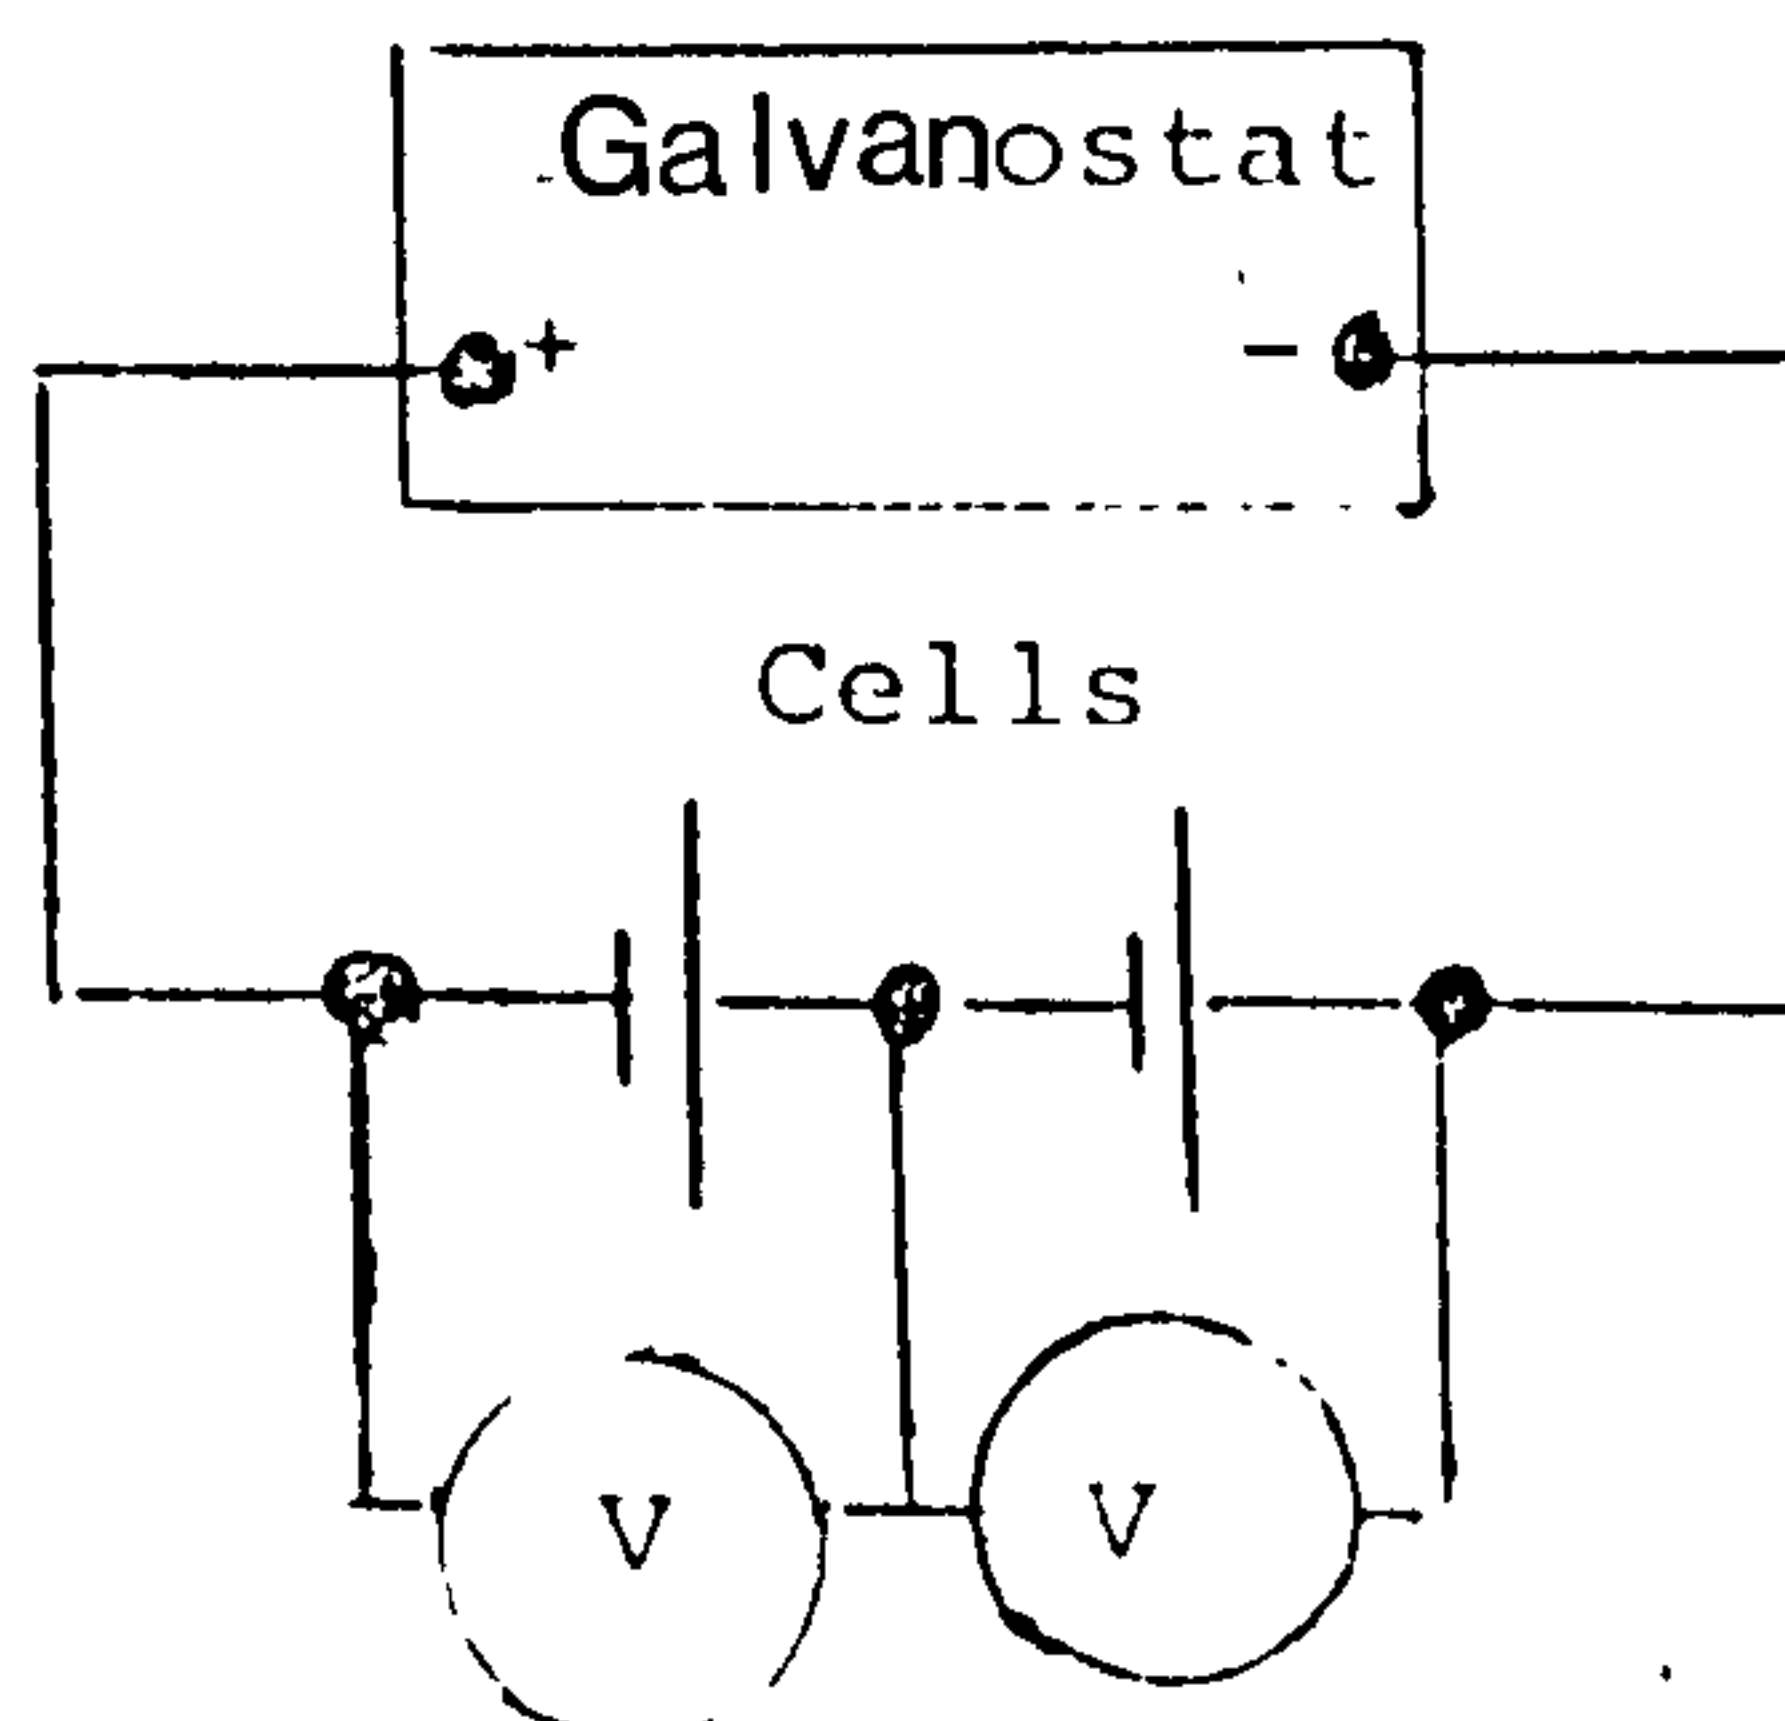 Galvanostat
+ −
Cells
V V